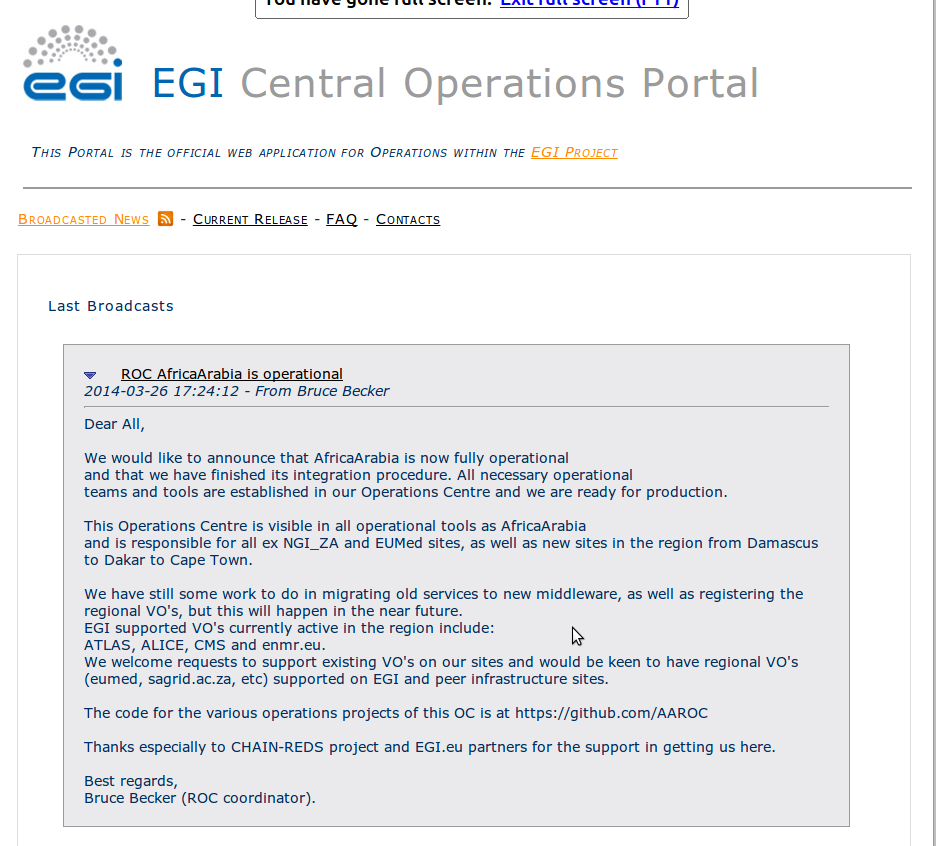 You have gone full screen. Exit full screen (F11)
egi
EGI Central Operations Portal
This Portal is the official web application for Operations within the EGI Project
Broadcasted News - Current Release - FAQ - Contacts
Last Broadcasts
ROC AfricaArabia is operational
2014-03-26 17:24:12 - From Bruce Becker
Dear All,
We would like to announce that AfricaArabia is now fully operational
and that we have finished its integration procedure. All necessary operational
teams and tools are established in our Operations Centre and we are ready for production.
This Operations Centre is visible in all operational tools as AfricaArabia
and is responsible for all ex NGI_ZA and EUMed sites, as well as new sites in the region from Damascus
to Dakar to Cape Town.
We have still some work to do in migrating old services to new middleware, as well as registering the
regional VO's, but this will happen in the near future.
EGI supported VO's currently active in the region include:
ATLAS, ALICE, CMS and enmr.eu.
We welcome requests to support existing VO's on our sites and would be keen to have regional VO's
(eumed, sagrid.ac.za, etc) supported on EGI and peer infrastructure sites.
The code for the various operations projects of this OC is at https://github.com/AAROC
Thanks especially to CHAIN-REDS project and EGI.eu partners for the support in getting us here.
Best regards,
Bruce Becker (ROC coordinator).